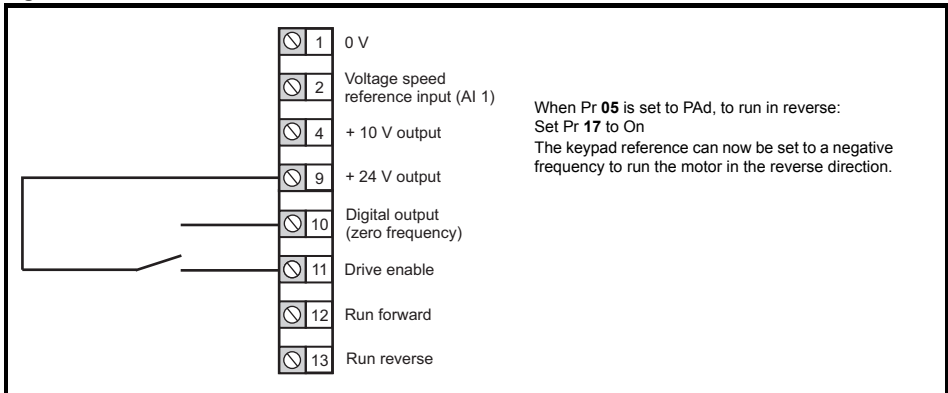 1 0 V
2 Voltage speed
reference input (AI 1)
4 + 10 V output
9 + 24 V output
10 Digital output
(zero frequency)
11 Drive enable
12 Run forward
13 Run reverse
When Pr 05 is set to PAd, to run in reverse:
Set Pr 17 to On
The keypad reference can now be set to a negative
frequency to run the motor in the reverse direction.